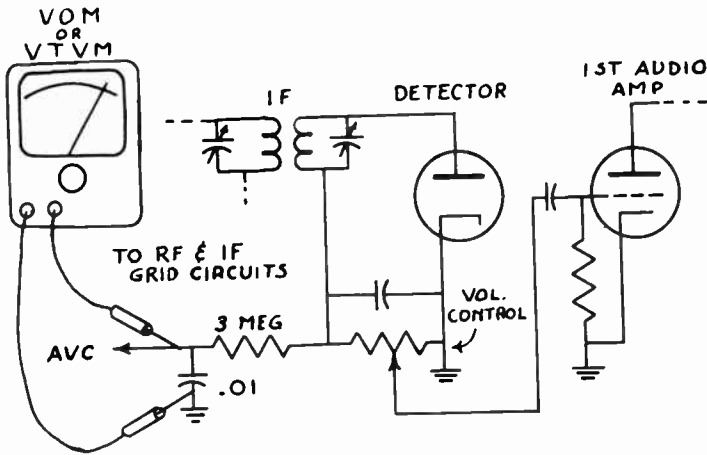 VOM
OR
VTVM
IF
DETECTOR
1ST AUDIO
AMP
TO RF & IF
GRID CIRCUITS
VOL.
CONTROL
3 MEG
AVC
.01